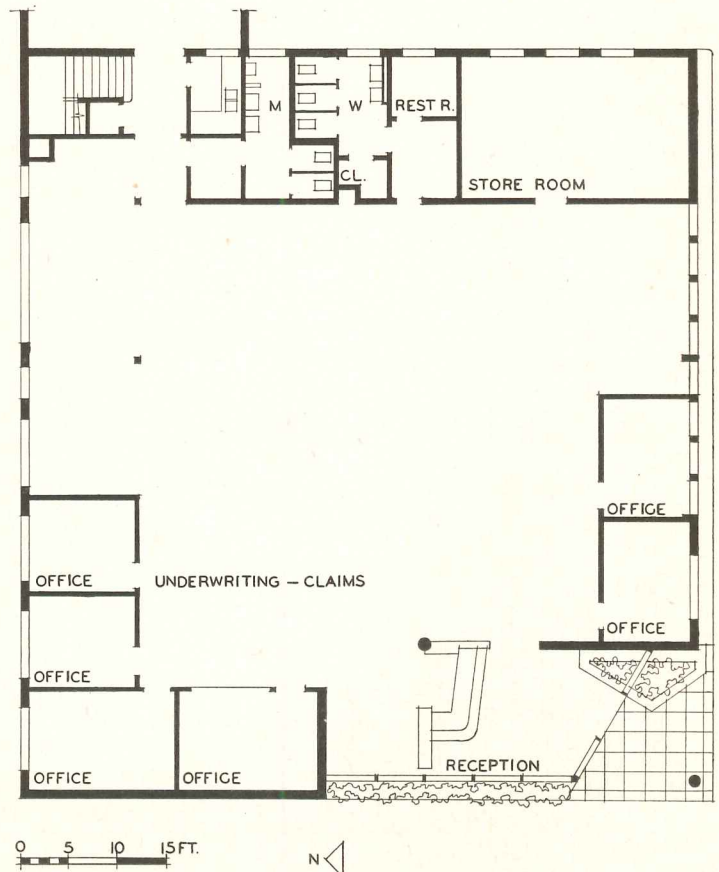 M
W
REST R.
CL.
STORE ROOM
OFFICE
OFFICE
UNDERWRITING — CLAIMS
OFFICE
OFFICE
RECEPTION
OFFICE
OFFICE
0 5 10 15 FT.
N